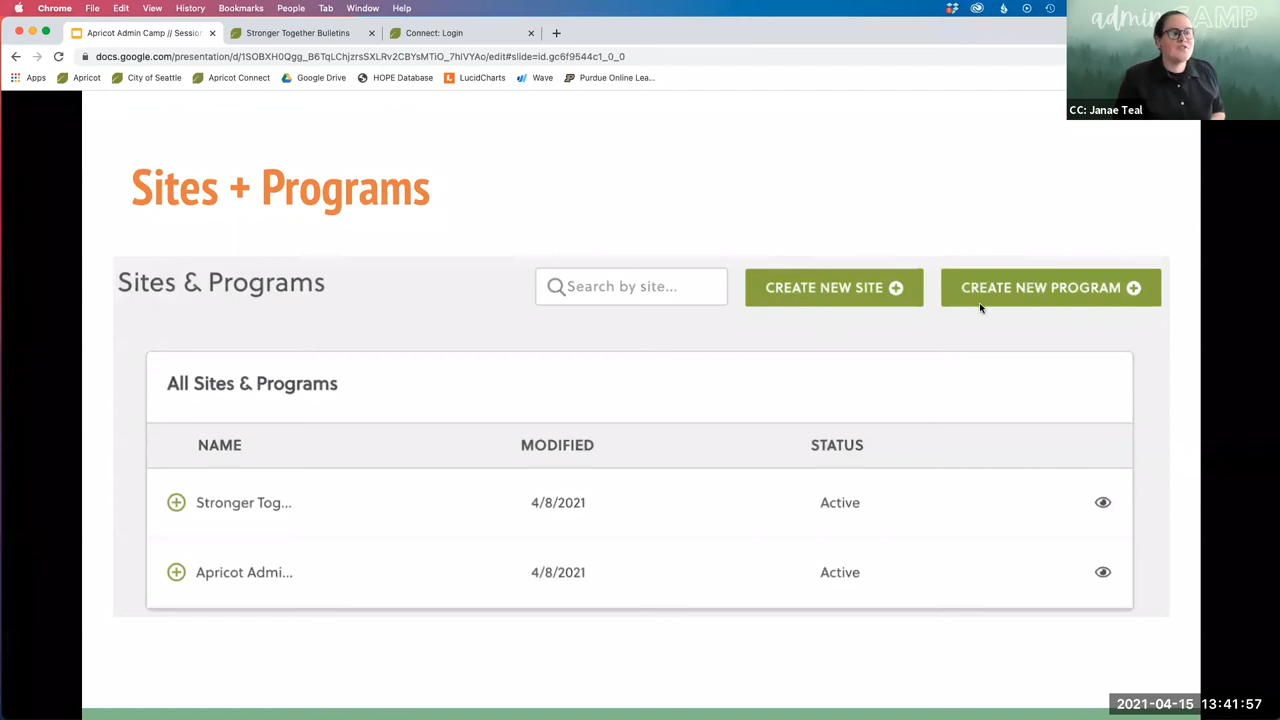 Chrome File Edit View History Bookmarks People Tab Window Help
Apricot Admin Camp // Sessio
Stronger Together Bulletins
Connect: Login
docs.google.com/presentation/d/1SOBXH0Qgg_B6TqLChjzrsSXLRv2CBYsMTiO_7hIVYAo/edit#slide=id.gc6f9544c1_0_0
Apps Apricot City of Seattle Apricot Connect Google Drive HOPE Database LucidCharts Wave Purdue Online Lea...
admin CAMP
CC: Janae Teal
Sites + Programs
Sites & Programs
Search by site...
CREATE NEW SITE
CREATE NEW PROGRAM
All Sites & Programs
NAME MODIFIED STATUS
Stronger Tog... 4/8/2021 Active
Apricot Admi... 4/8/2021 Active
2021-04-15 13:41:57